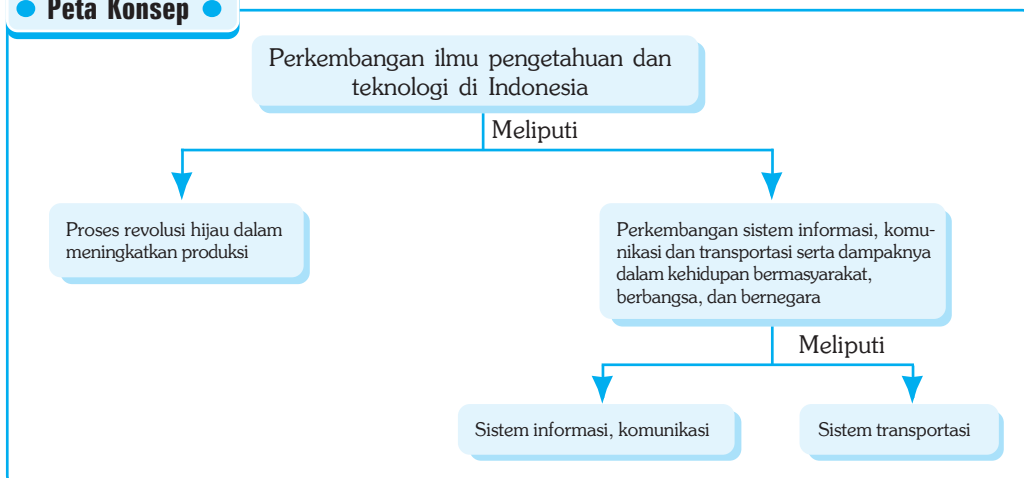 Peta Konsep
Perkembangan ilmu pengetahuan dan
teknologi di Indonesia
Meliputi
Proses revolusi hijau dalam
meningkatkan produksi
Perkembangan sistem informasi, komu-
nikasi dan transportasi serta dampaknya
dalam kehidupan bermasyarakat,
berbangsa, dan bernegara
Meliputi
Sistem informasi, komunikasi
Sistem transportasi